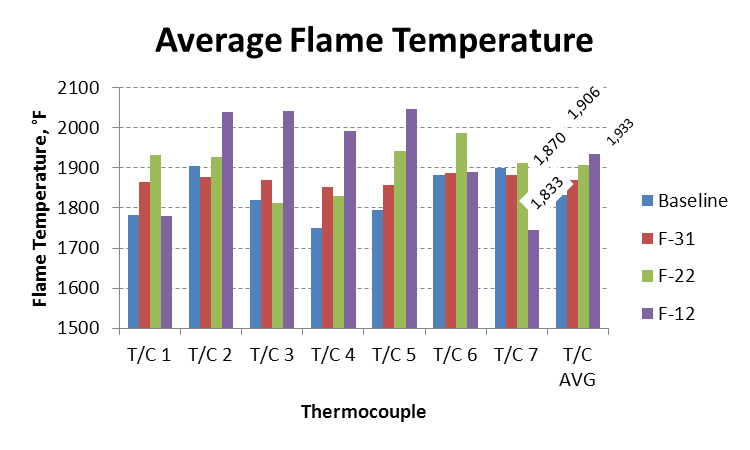 Average Flame Temperature
Flame Temperature, °F
2100
2000
1900
1800
1700
1600
1500
1,833
1,870
1,906
1,933
T/C 1
T/C 2
T/C 3
T/C 4
T/C 5
T/C 6
T/C 7
T/C
AVG
Thermocouple
Baseline
F-31
F-22
F-12